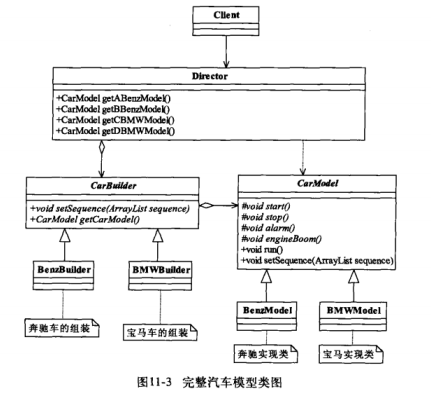 Client
Director
+CarModel getABenzModel()
+CarModel getBBenzModel()
+CarModel getCBMWModel()
+CarModel getDBMWModel()
CarBuilder
+void setSequence(ArrayList sequence)
+CarModel getCarModel()
CarModel
#void start()
#void stop()
#void alarm()
#void engineBoom()
+void run()
+void setSequence(ArrayList sequence)
BenzBuilder
BMWBuilder
BenzModel
BMWModel
奔驰车的组装
宝马车的组装
奔驰实现类
宝马实现类
图11-3 完整汽车模型类图